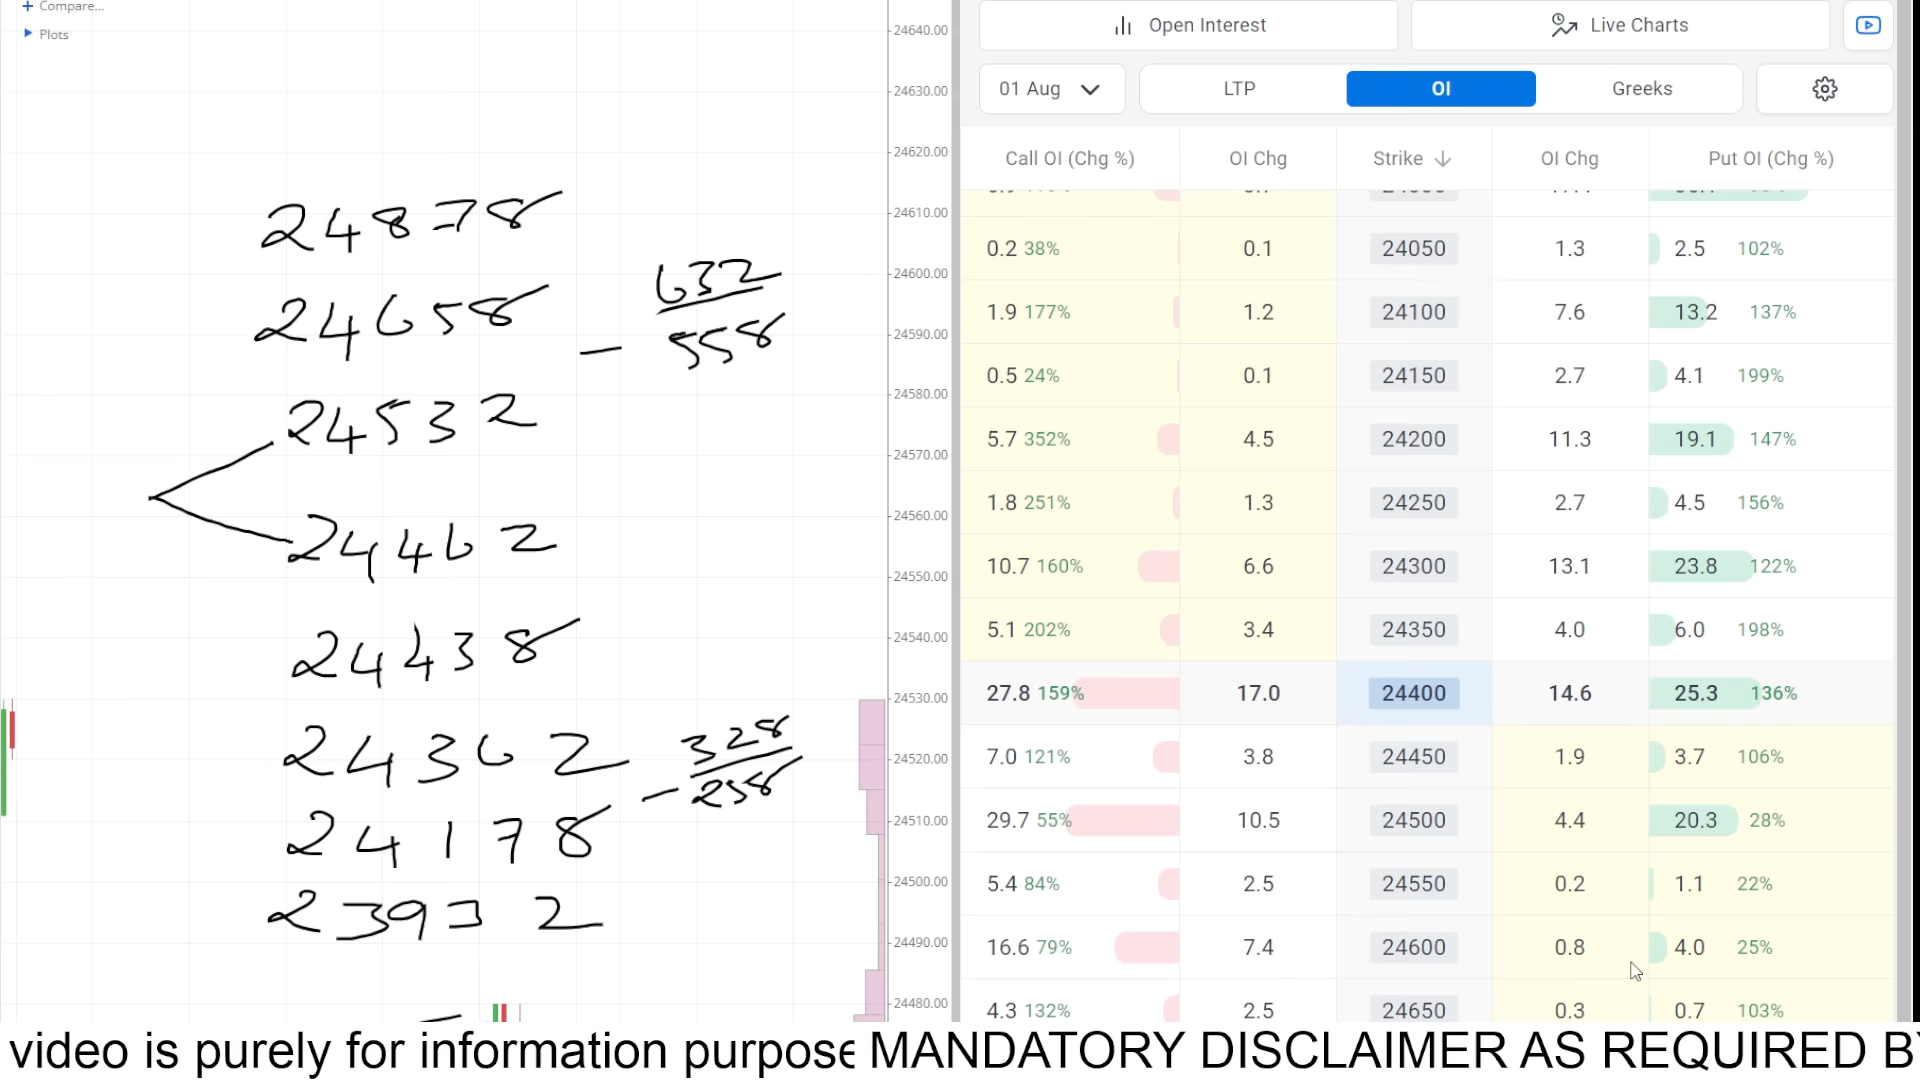 + Compare...
Plots
24640.00
24630.00
24620.00
24610.00
24600.00
24590.00
24580.00
24570.00
24560.00
24550.00
24540.00
24530.00
24520.00
24510.00
24500.00
24490.00
24480.00
24878
24658 - 632
558
24532
24462
24438
24362 - 328
258
24178
23932
Open Interest Live Charts
01 Aug LTP OI Greeks
Call OI (Chg %) OI Chg Strike ↓ OI Chg Put OI (Chg %)
0.2 38% 0.1 24050 1.3 2.5 102%
1.9 177% 1.2 24100 7.6 13.2 137%
0.5 24% 0.1 24150 2.7 4.1 199%
5.7 352% 4.5 24200 11.3 19.1 147%
1.8 251% 1.3 24250 2.7 4.5 156%
10.7 160% 6.6 24300 13.1 23.8 122%
5.1 202% 3.4 24350 4.0 6.0 198%
27.8 159% 17.0 24400 14.6 25.3 136%
7.0 121% 3.8 24450 1.9 3.7 106%
29.7 55% 10.5 24500 4.4 20.3 28%
5.4 84% 2.5 24550 0.2 1.1 22%
16.6 79% 7.4 24600 0.8 4.0 25%
4.3 132% 2.5 24650 0.3 0.7 103%
video is purely for information purpose MANDATORY DISCLAIMER AS REQUIRED BY